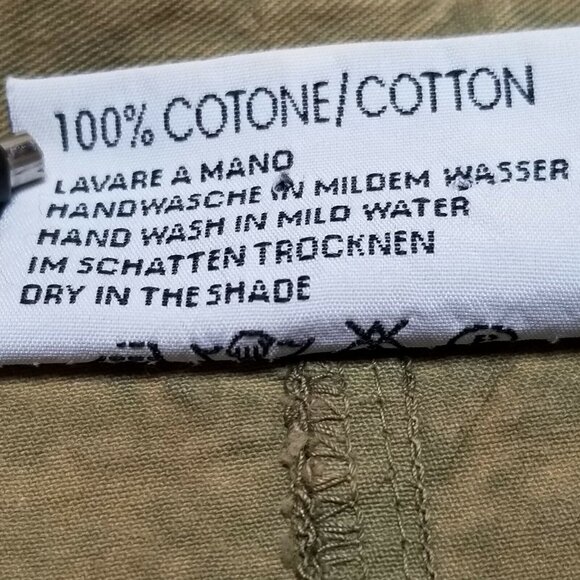 100% COTONE/COTTON
LAVARE A MANO
HANDWASCHE IN MILDEM WASSER
HAND WASH IN MILD WATER
IM SCHATTEN TROCKNEN
DRY IN THE SHADE